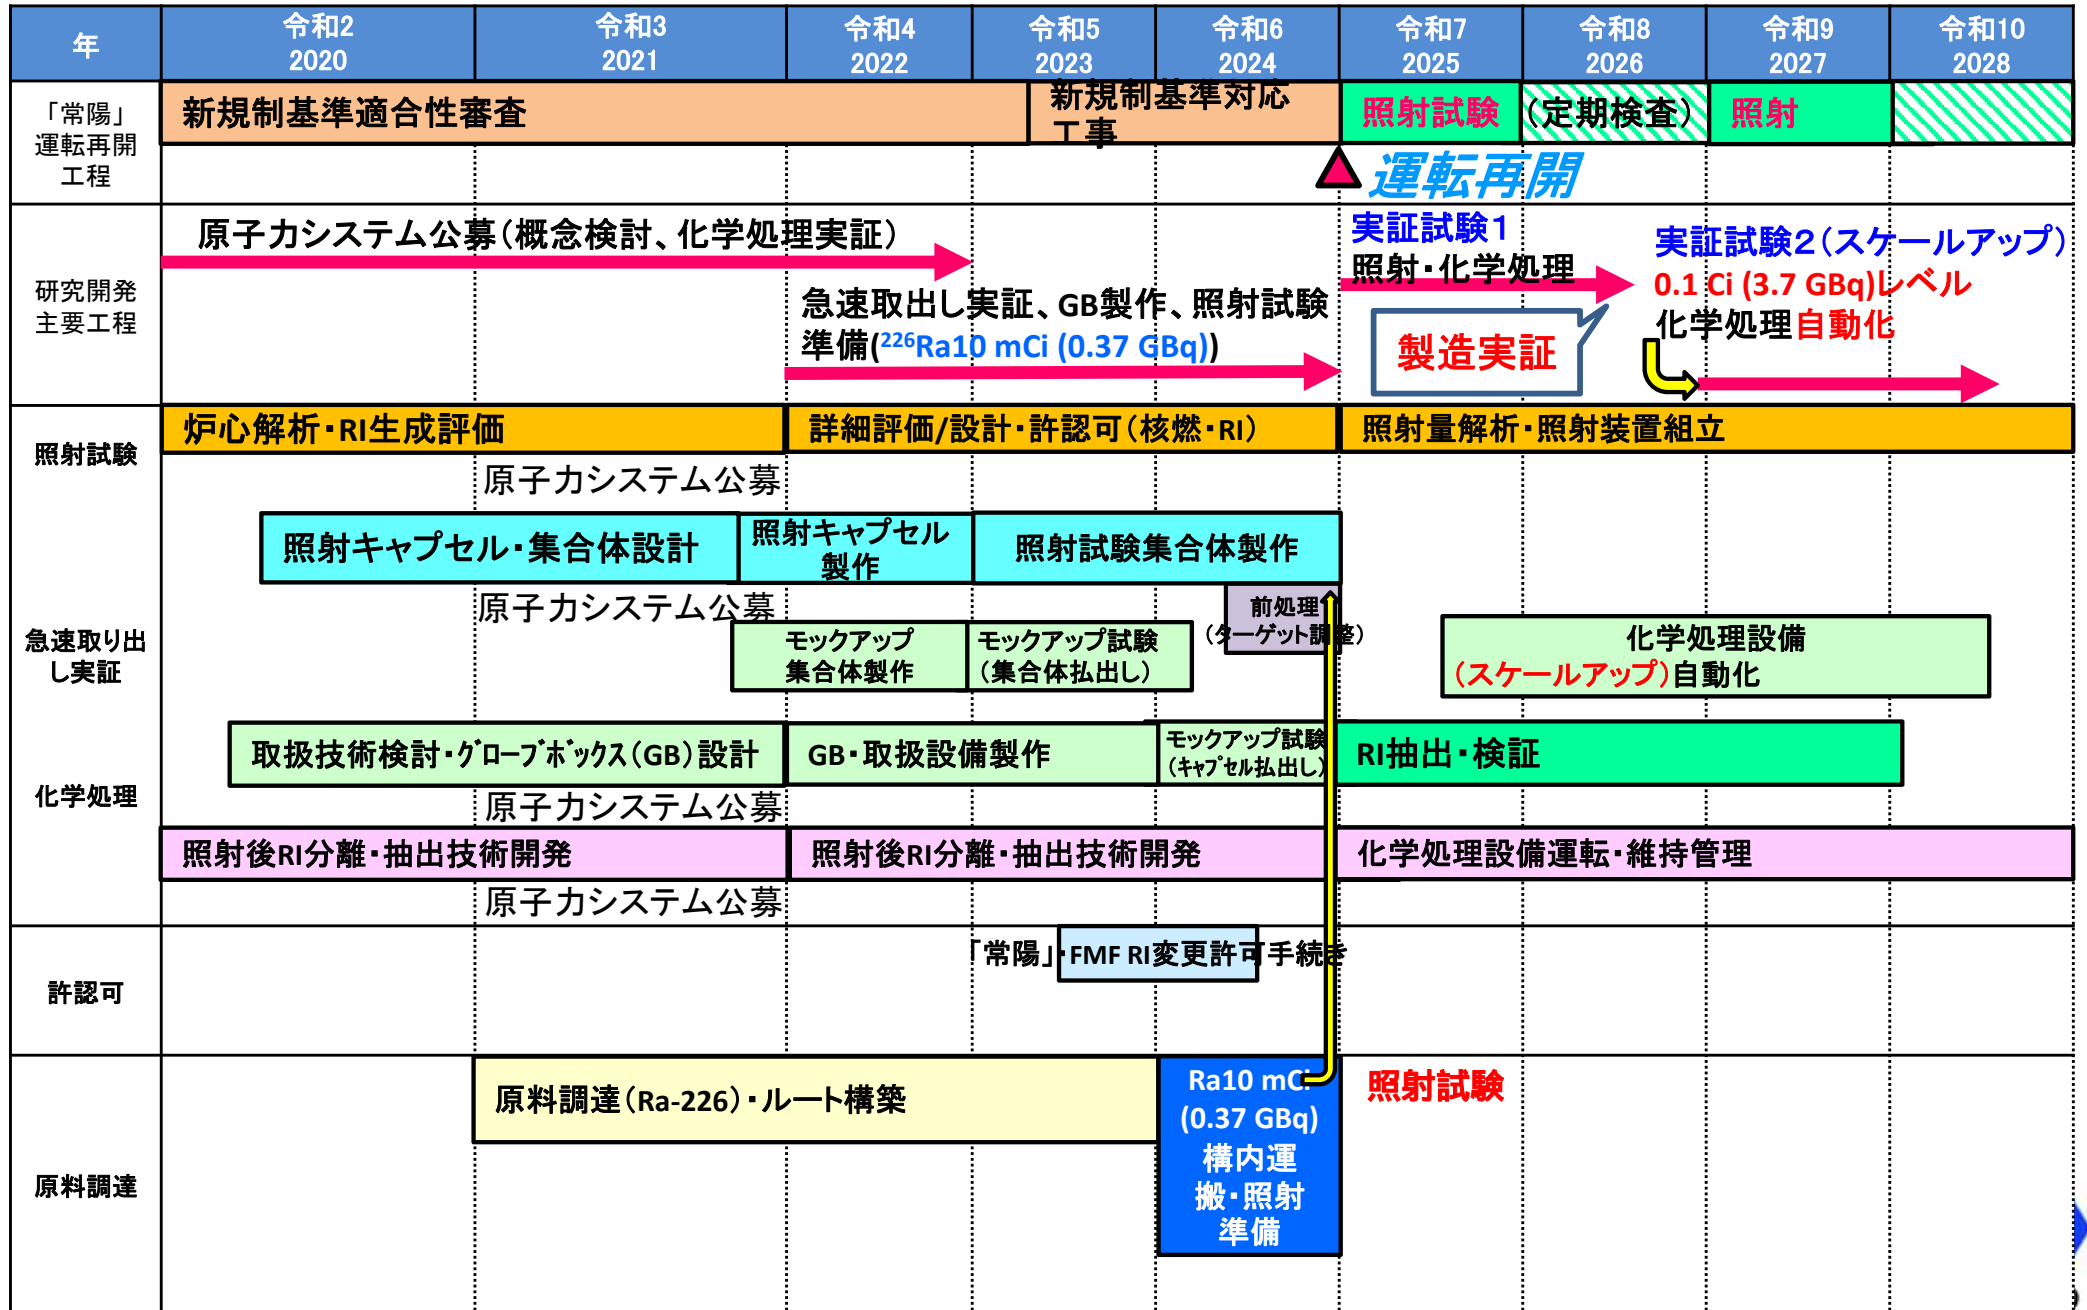 年
令和2
2020
令和3
2021
令和4
2022
令和5
2023
令和6
2024
令和7
2025
令和8
2026
令和9
2027
令和10
2028
「常陽」
運転再開
工程
新規制基準適合性審査
新規制基準対応
工事
照射試験
(定期検査)
照射
運転再開
研究開発
主要工程
原子力システム公募(概念検討、化学処理実証)
急速取出し実証、GB製作、照射試験
準備(226Ra10 mCi (0.37 GBq))
実証試験1
照射・化学処理
製造実証
実証試験2(スケールアップ)
0.1 Ci (3.7 GBq)レベル
化学処理自動化
照射試験
炉心解析・RI生成評価
詳細評価/設計・許認可(核燃・RI)
照射量解析・照射装置組立
原子力システム公募
照射キャプセル・集合体設計
照射キャプセル
製作
照射試験集合体製作
原子力システム公募
前処理
(ターゲット調整)
急速取り出
し実証
モックアップ
集合体製作
モックアップ試験
(集合体払出し)
化学処理設備
(スケールアップ)自動化
化学処理
取扱技術検討・グローブボックス(GB)設計
GB・取扱設備製作
モックアップ試験
(キャプセル払出し)
RI抽出・検証
原子力システム公募
照射後RI分離・抽出技術開発
照射後RI分離・抽出技術開発
化学処理設備運転・維持管理
原子力システム公募
許認可
「常陽」・FMF RI変更許可手続き
原料調達
原料調達(Ra-226)・ルート構築
Ra10 mCi
(0.37 GBq)
構内運
搬・照射
準備
照射試験